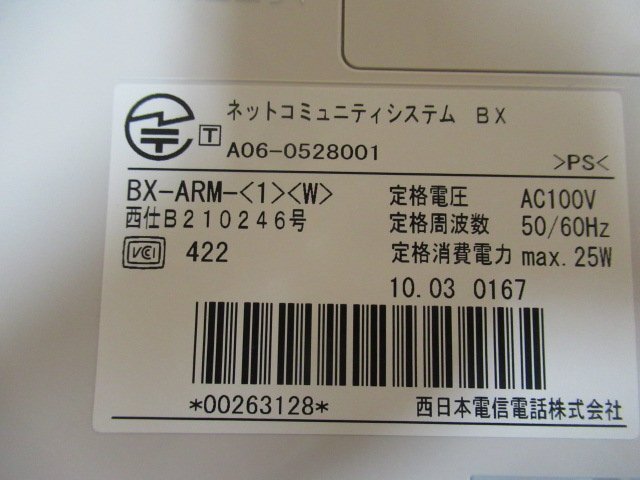 ネットコミュニティシステム BX
T A06-0528001
>PS<
BX-ARM-<1><W>
西仕B210246号
VCI 422
定格電圧 AC100V
定格周波数 50/60Hz
定格消費電力 max.25W
10.03 0167
*00263128*
西日本電信電話株式会社